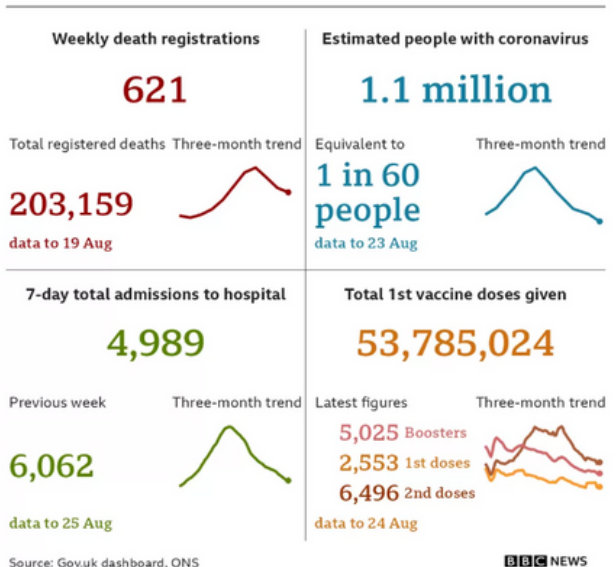 Weekly death registrations
621
Total registered deaths Three-month trend
203,159
data to 19 Aug
Estimated people with coronavirus
1.1 million
Equivalent to Three-month trend
1 in 60
people
data to 23 Aug
7-day total admissions to hospital
4,989
Previous week Three-month trend
6,062
data to 25 Aug
Total 1st vaccine doses given
53,785,024
Latest figures Three-month trend
5,025 Boosters
2,553 1st doses
6,496 2nd doses
data to 24 Aug
Source: Gov.uk dashboard, ONS
BBC NEWS